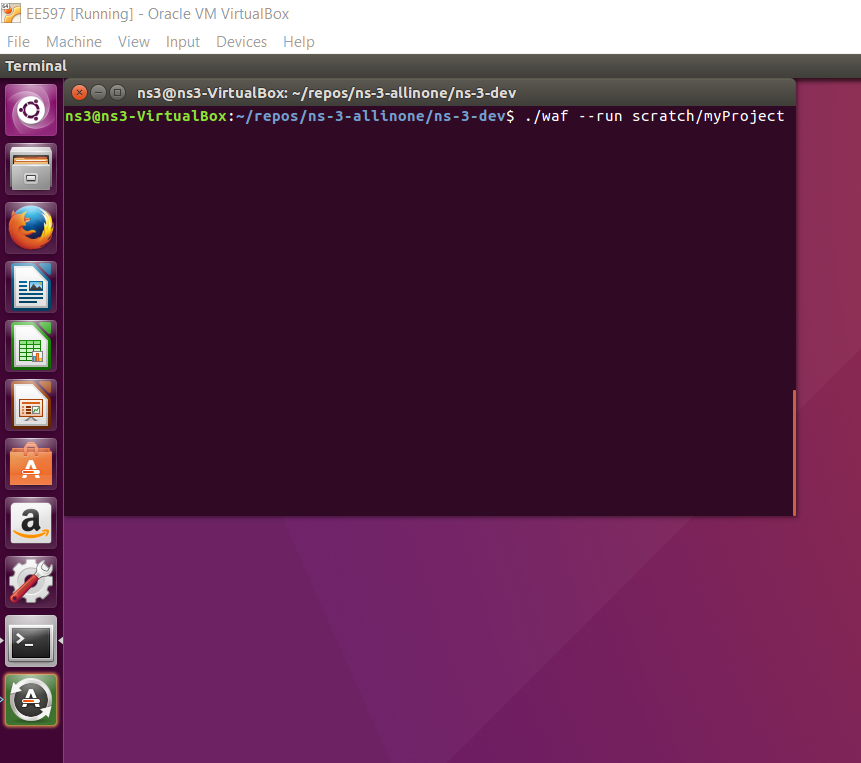 EE597 [Running] - Oracle VM VirtualBox
File Machine View Input Devices Help
Terminal
ns3@ns3-VirtualBox: ~/repos/ns-3-allinone/ns-3-dev
ns3@ns3-VirtualBox:~/repos/ns-3-allinone/ns-3-dev$ ./waf --run scratch/myProject